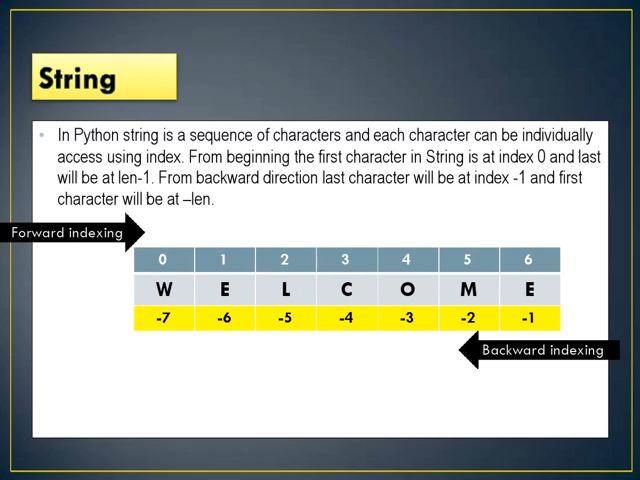 String
• In Python string is a sequence of characters and each character can be individually
access using index. From beginning the first character in String is at index 0 and last
will be at len-1. From backward direction last character will be at index -1 and first
character will be at –len.
Forward indexing
0 1 2 3 4 5 6
W E L C O M E
-7 -6 -5 -4 -3 -2 -1
Backward indexing